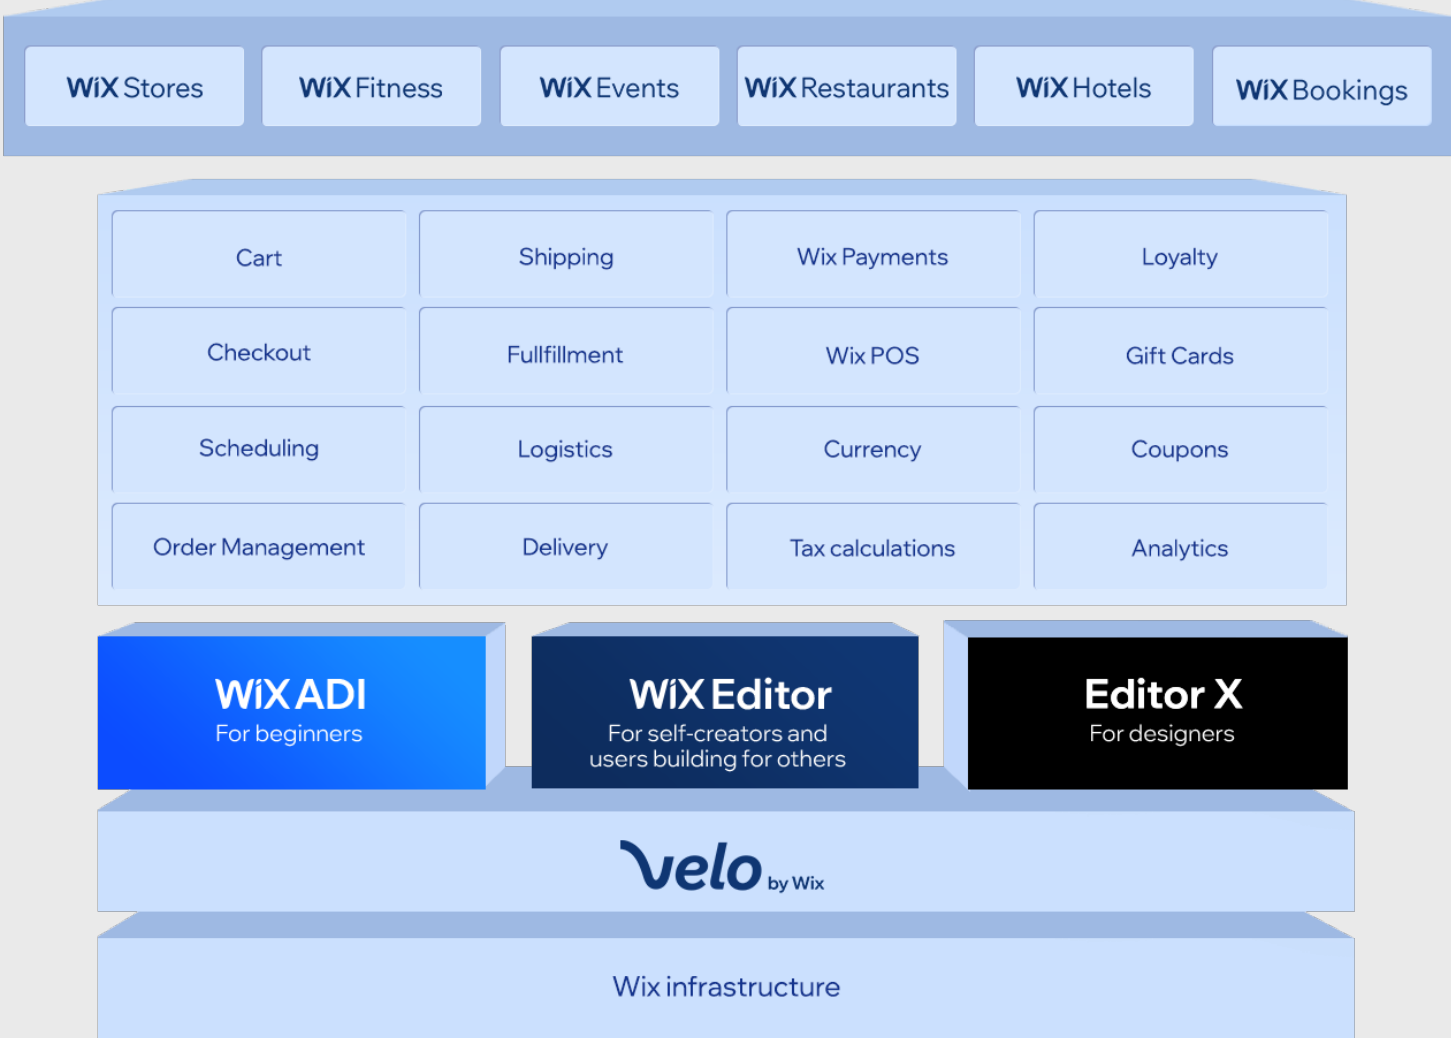 WiX Stores
WiX Fitness
WiX Events
WiX Restaurants
WiX Hotels
WiX Bookings
Cart
Shipping
Wix Payments
Loyalty
Checkout
Fullfillment
Wix POS
Gift Cards
Scheduling
Logistics
Currency
Coupons
Order Management
Delivery
Tax calculations
Analytics
WiX ADI
For beginners
WiX Editor
For self-creators and
users building for others
Editor X
For designers
velo by Wix
Wix infrastructure